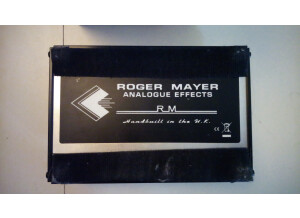 ROGER MAYER
ANALOGUE EFFECTS
RM
Handbuilt in the U.K.